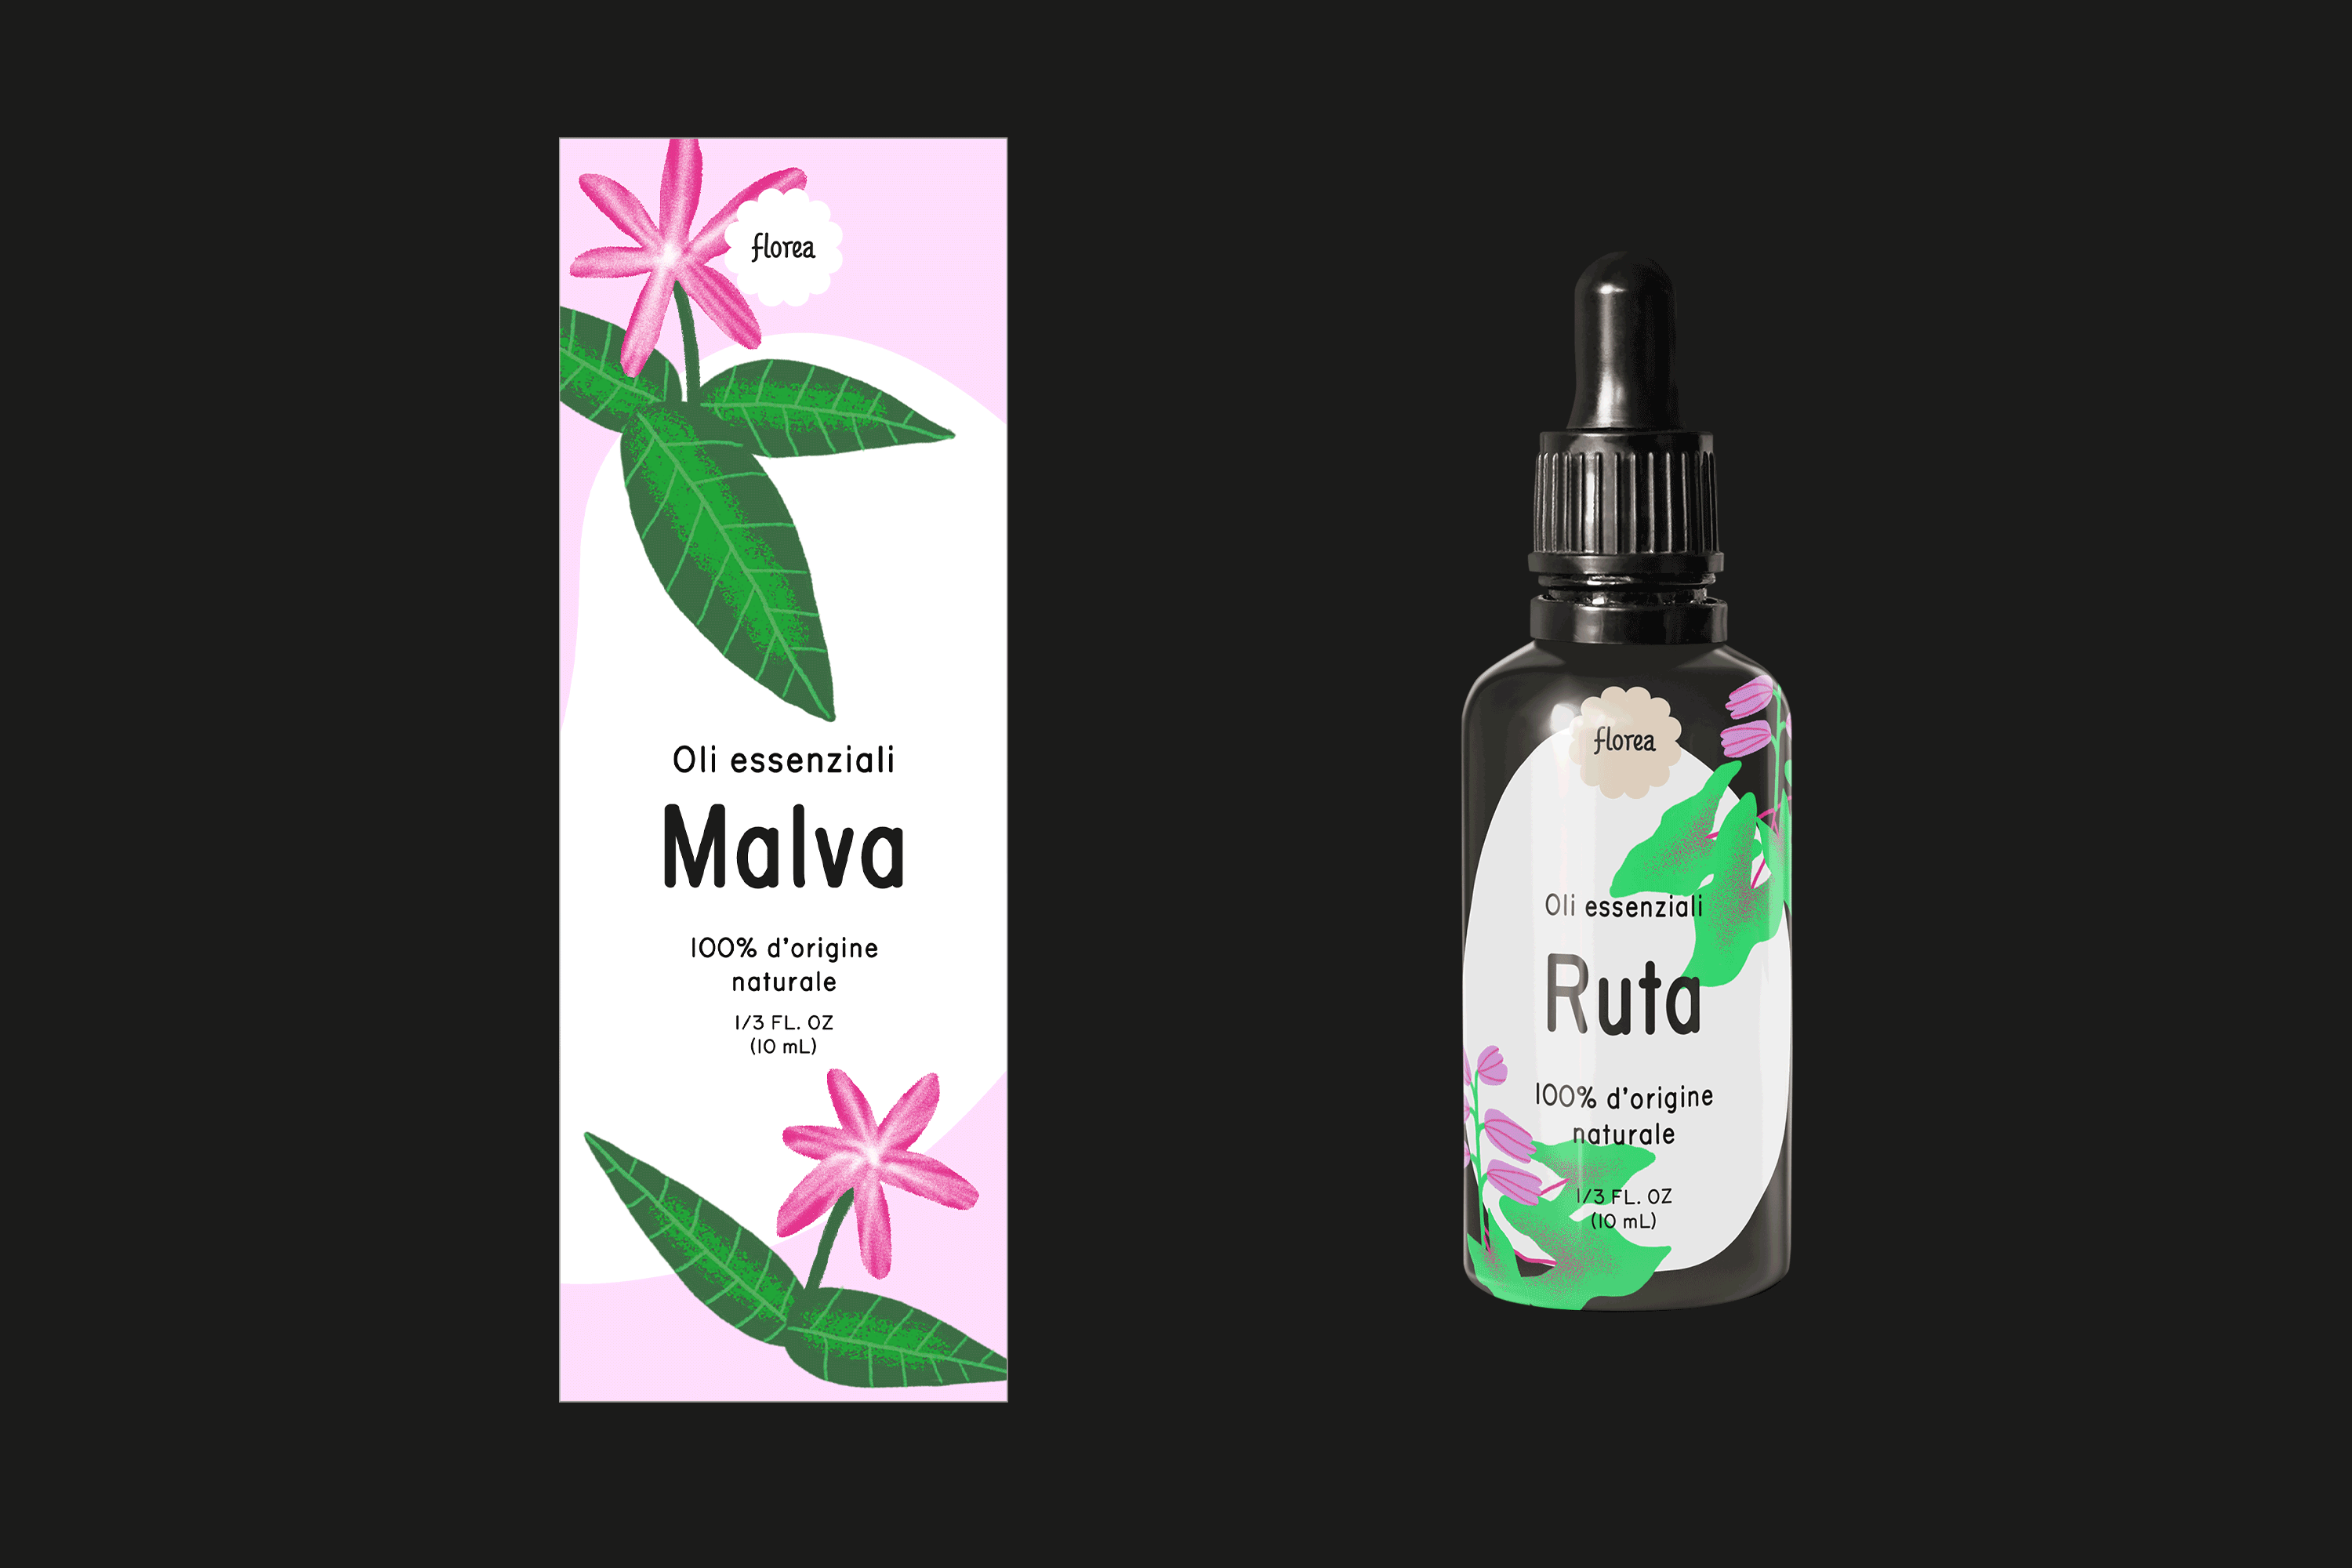 florea
Oli essenziali
Malva
100% d'origine
naturale
1/3 FL. OZ
(10 mL)
florea
Oli essenziali
Ruta
100% d'origine
naturale
1/3 FL. OZ
(10 mL)